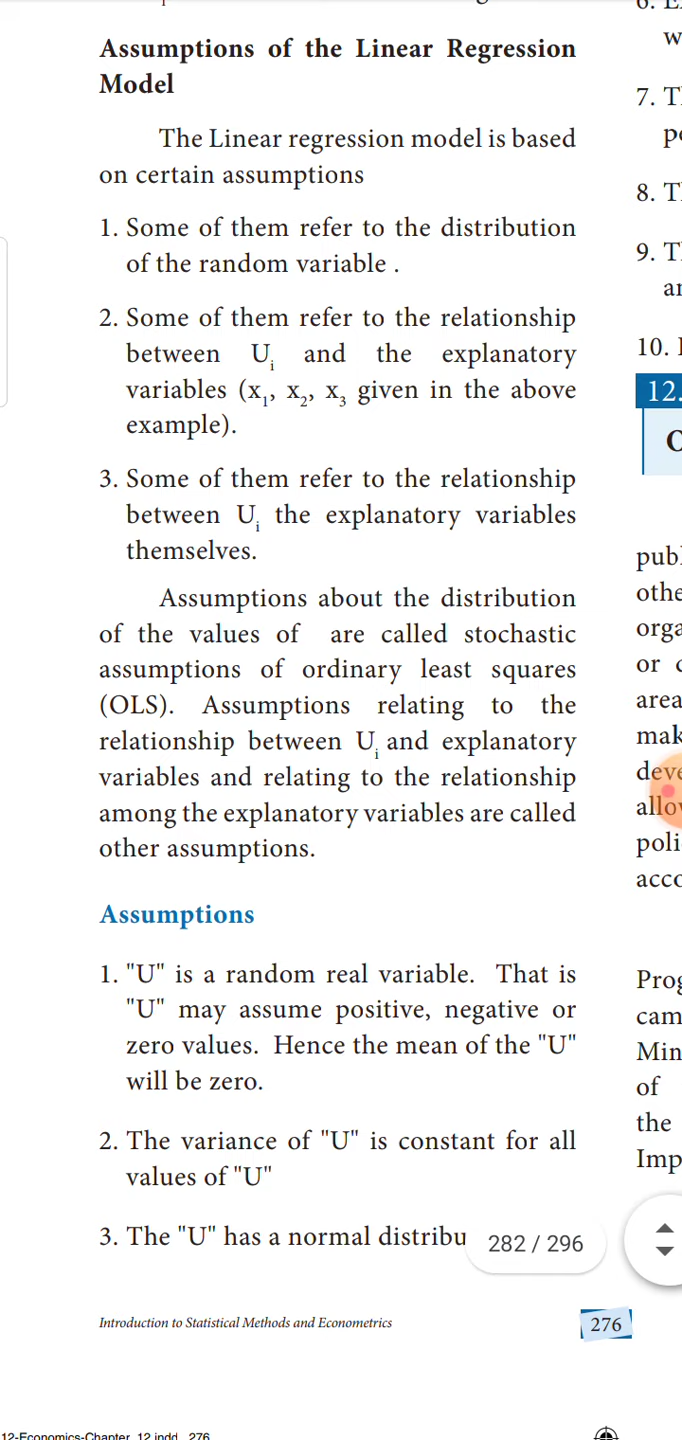 Assumptions of the Linear Regression
Model
The Linear regression model is based
on certain assumptions
1. Some of them refer to the distribution
of the random variable .
2. Some of them refer to the relationship
between Ui and the explanatory
variables (x1, x2, x3 given in the above
example).
3. Some of them refer to the relationship
between Ui the explanatory variables
themselves.
Assumptions about the distribution
of the values of are called stochastic
assumptions of ordinary least squares
(OLS). Assumptions relating to the
relationship between Ui and explanatory
variables and relating to the relationship
among the explanatory variables are called
other assumptions.
Assumptions
1. "U" is a random real variable. That is
"U" may assume positive, negative or
zero values. Hence the mean of the "U"
will be zero.
2. The variance of "U" is constant for all
values of "U"
3. The "U" has a normal distribu
282 / 296
Introduction to Statistical Methods and Econometrics
276
12-Economics-Chapter_12.indd 276
7. T
8. T
9. T
10.
12.
publ
othe
orga
or
area
mak
deve
allo
poli
acco
Prog
cam
Min
of
the
Imp